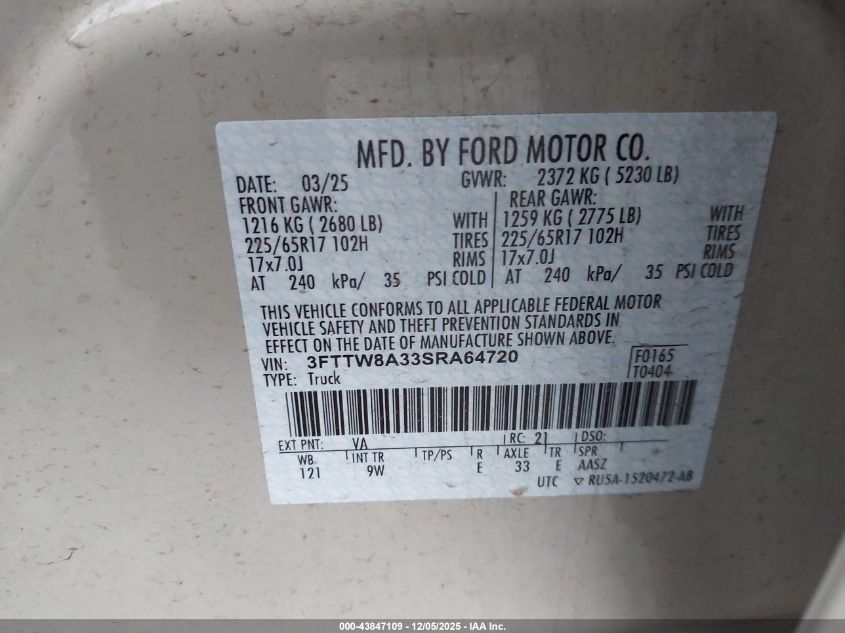 MFD. BY FORD MOTOR CO.
DATE: 03/25 GVWR: 2372 KG ( 5230 LB)
FRONT GAWR: REAR GAWR:
1216 KG ( 2680 LB) WITH 1259 KG ( 2775 LB) WITH
225/65R17 102H TIRES 225/65R17 102H TIRES
17x7.0J RIMS 17x7.0J RIMS
AT 240 kPa/ 35 PSI COLD AT 240 kPa/ 35 PSI COLD
THIS VEHICLE CONFORMS TO ALL APPLICABLE FEDERAL MOTOR
VEHICLE SAFETY AND THEFT PREVENTION STANDARDS IN
EFFECT ON THE DATE OF MANUFACTURE SHOWN ABOVE.
VIN: 3FTTW8A33SRA64720 F0165
TYPE: Truck T0404
EXT PNT: VA RC: 21 DSO:
WB INT TR TP/PS R AXLE TR SPR
121 9W E 33 E AASZ
UTC ▽ RU5A-1520472-AB
000-43847109 - 12/05/2025 - IAA Inc.